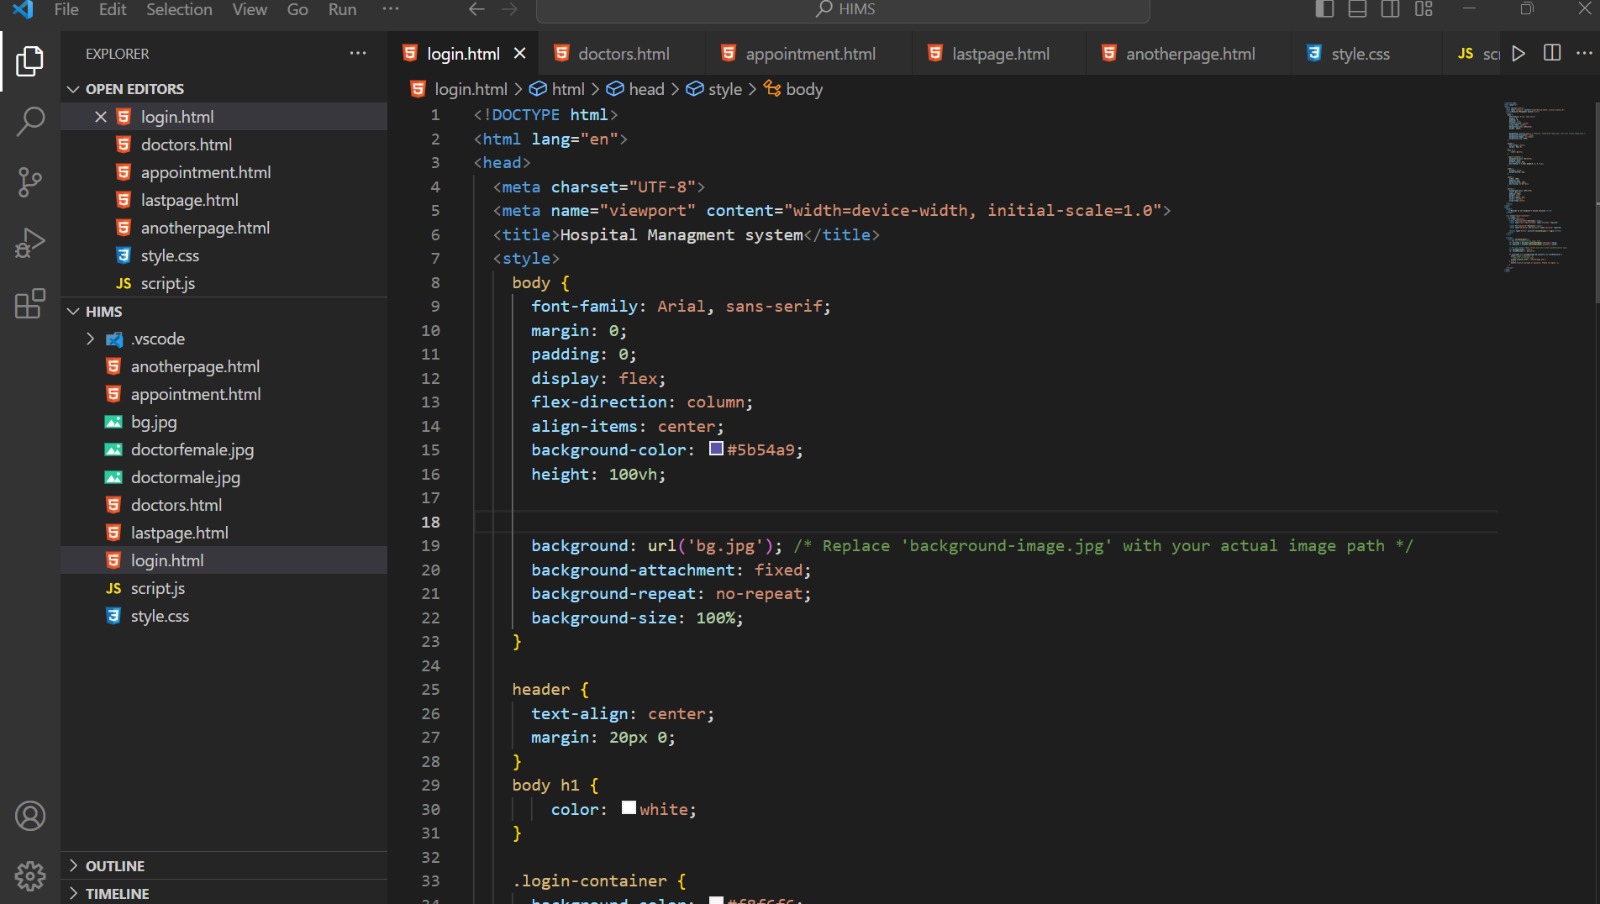 File Edit Selection View Go Run ··· HIMS
EXPLORER ···
OPEN EDITORS
login.html
doctors.html
appointment.html
lastpage.html
anotherpage.html
style.css
JS script.js
HIMS
.vscode
anotherpage.html
appointment.html
bg.jpg
doctorfemale.jpg
doctormale.jpg
doctors.html
lastpage.html
login.html
JS script.js
style.css
OUTLINE
TIMELINE
login.html doctors.html appointment.html lastpage.html anotherpage.html style.css JS sc
login.html > html > head > style > body
1 <!DOCTYPE html>
2 <html lang="en">
3 <head>
4 <meta charset="UTF-8">
5 <meta name="viewport" content="width=device-width, initial-scale=1.0">
6 <title>Hospital Managment system</title>
7 <style>
8 body {
9 font-family: Arial, sans-serif;
10 margin: 0;
11 padding: 0;
12 display: flex;
13 flex-direction: column;
14 align-items: center;
15 background-color: #5b54a9;
16 height: 100vh;
17
18
19 background: url('bg.jpg'); /* Replace 'background-image.jpg' with your actual image path */
20 background-attachment: fixed;
21 background-repeat: no-repeat;
22 background-size: 100%;
23 }
24
25 header {
26 text-align: center;
27 margin: 20px 0;
28 }
29 body h1 {
30 color: white;
31 }
32
33 .login-container {
34 background-color: #f8f6f6;